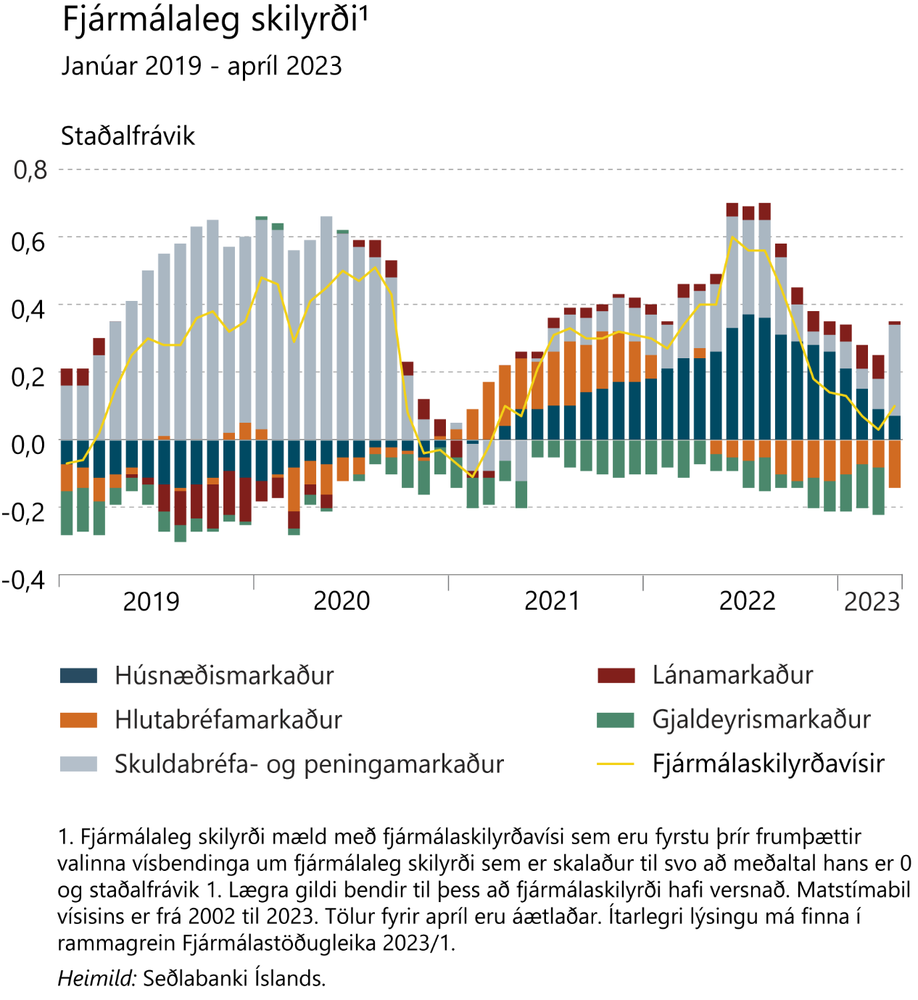 Fjármálaleg skilyrði¹
Janúar 2019 - apríl 2023
Staðalfrávik
0,8
0,6
0,4
0,2
0,0
-0,2
-0,4
2019 2020 2021 2022 2023
Húsnæðismarkaður
Hlutabréfamarkaður
Skuldabréfa- og peningamarkaður
Lánamarkaður
Gjaldeyrismarkaður
Fjármálaskilyrðavísir
1. Fjármálaleg skilyrði mæld með fjármálaskilyrðavísi sem eru fyrstu þrír frumþættir
valinna vísbendinga um fjármálaleg skilyrði sem er skalaður til svo að meðaltal hans er 0
og staðalfrávik 1. Lægra gildi bendir til þess að fjármálaskilyrði hafi versnað. Matstímabil
vísisins er frá 2002 til 2023. Tölur fyrir apríl eru áætlaðar. Ítarlegri lýsingu má finna í
rammagrein Fjármálastöðugleika 2023/1.
Heimild: Seðlabanki Íslands.